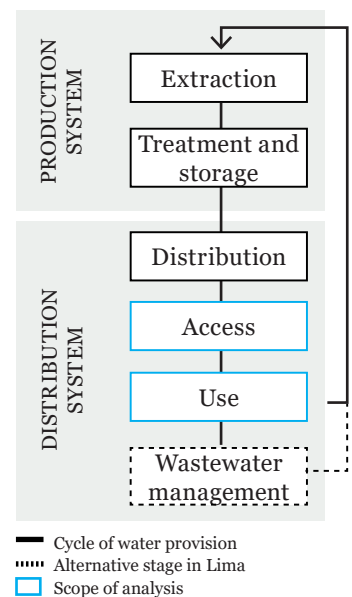 PRODUCTION
SYSTEM
Extraction
Treatment and
storage
DISTRIBUTION
SYSTEM
Distribution
Access
Use
Wastewater
management
Cycle of water provision
Alternative stage in Lima
Scope of analysis